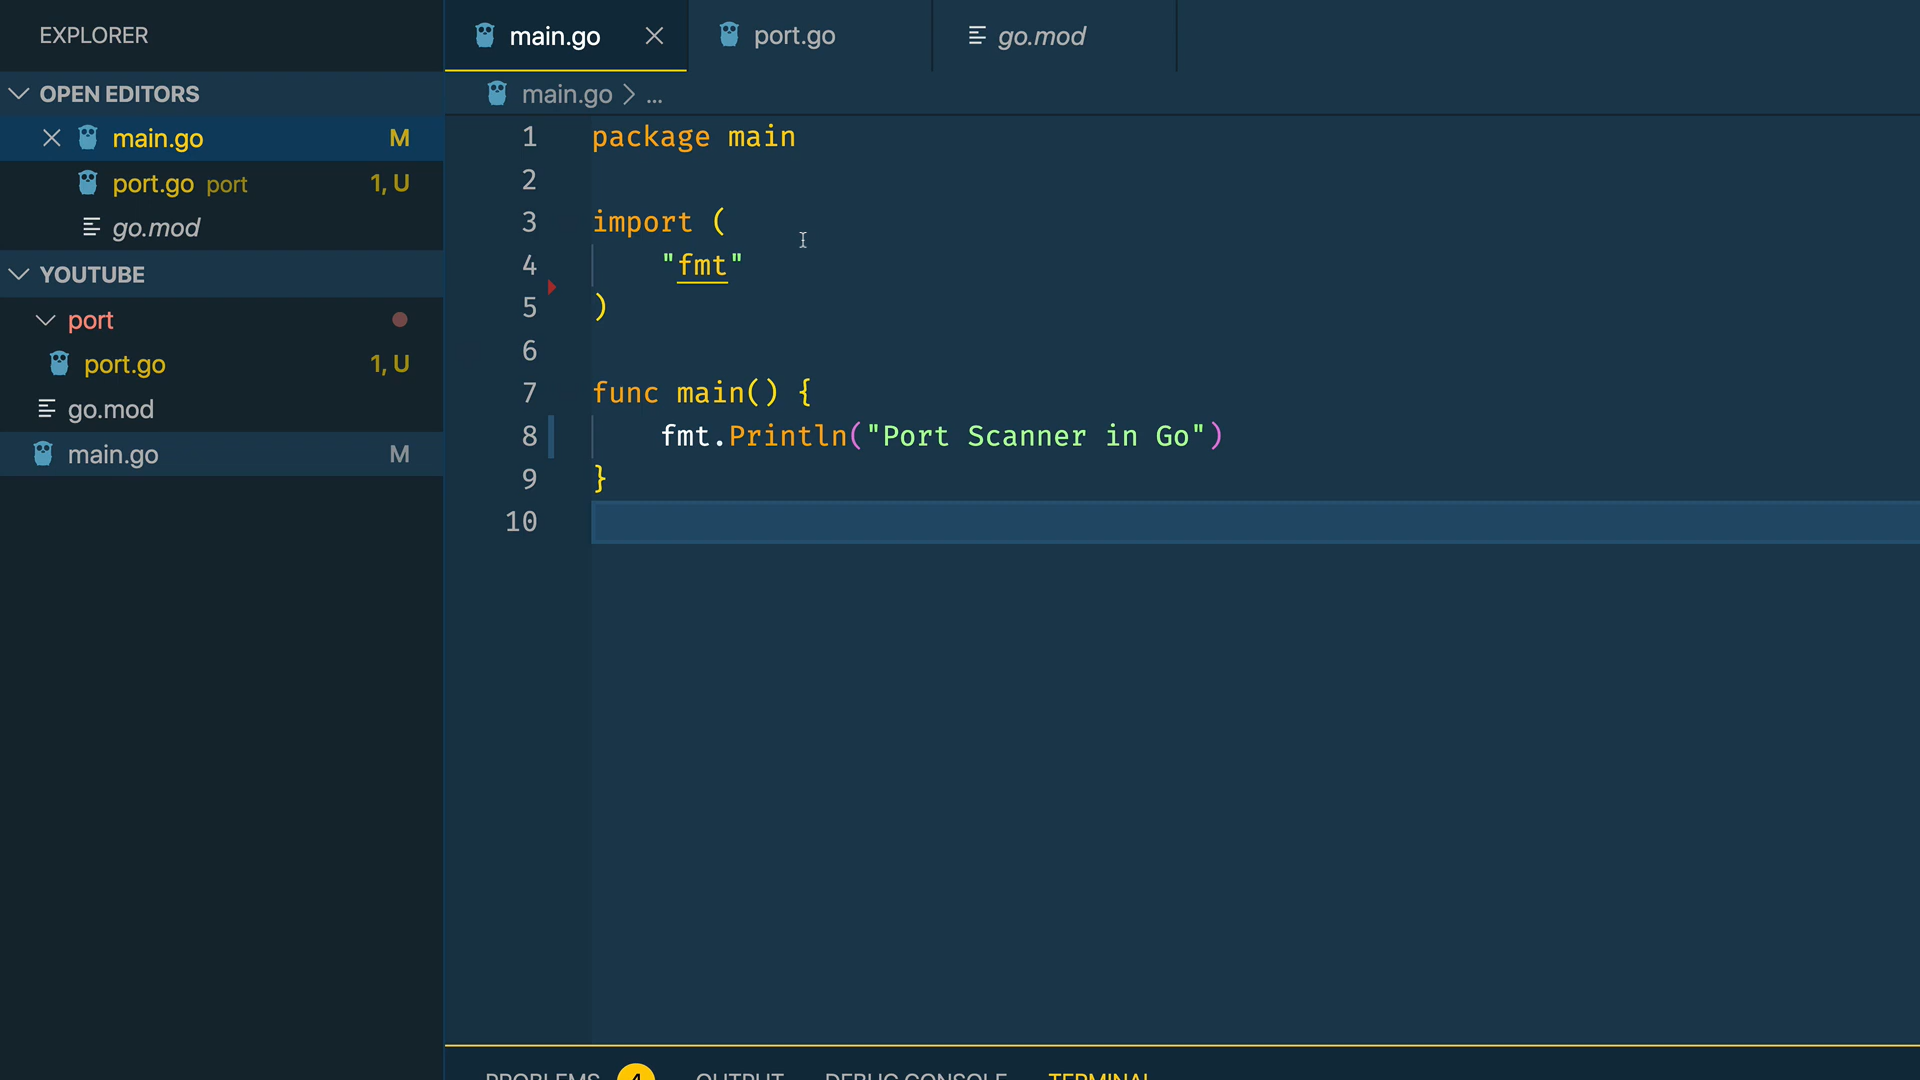 EXPLORER
OPEN EDITORS
main.go M
port.go port 1, U
go.mod
YOUTUBE
port
port.go 1, U
go.mod
main.go M
main.go
port.go
go.mod
main.go > ...
1 package main
2
3 import (
4 "fmt"
5 )
6
7 func main() {
8 fmt.Println("Port Scanner in Go")
9 }
10
PROBLEMS 4 OUTPUT DEBUG CONSOLE TERMINAL